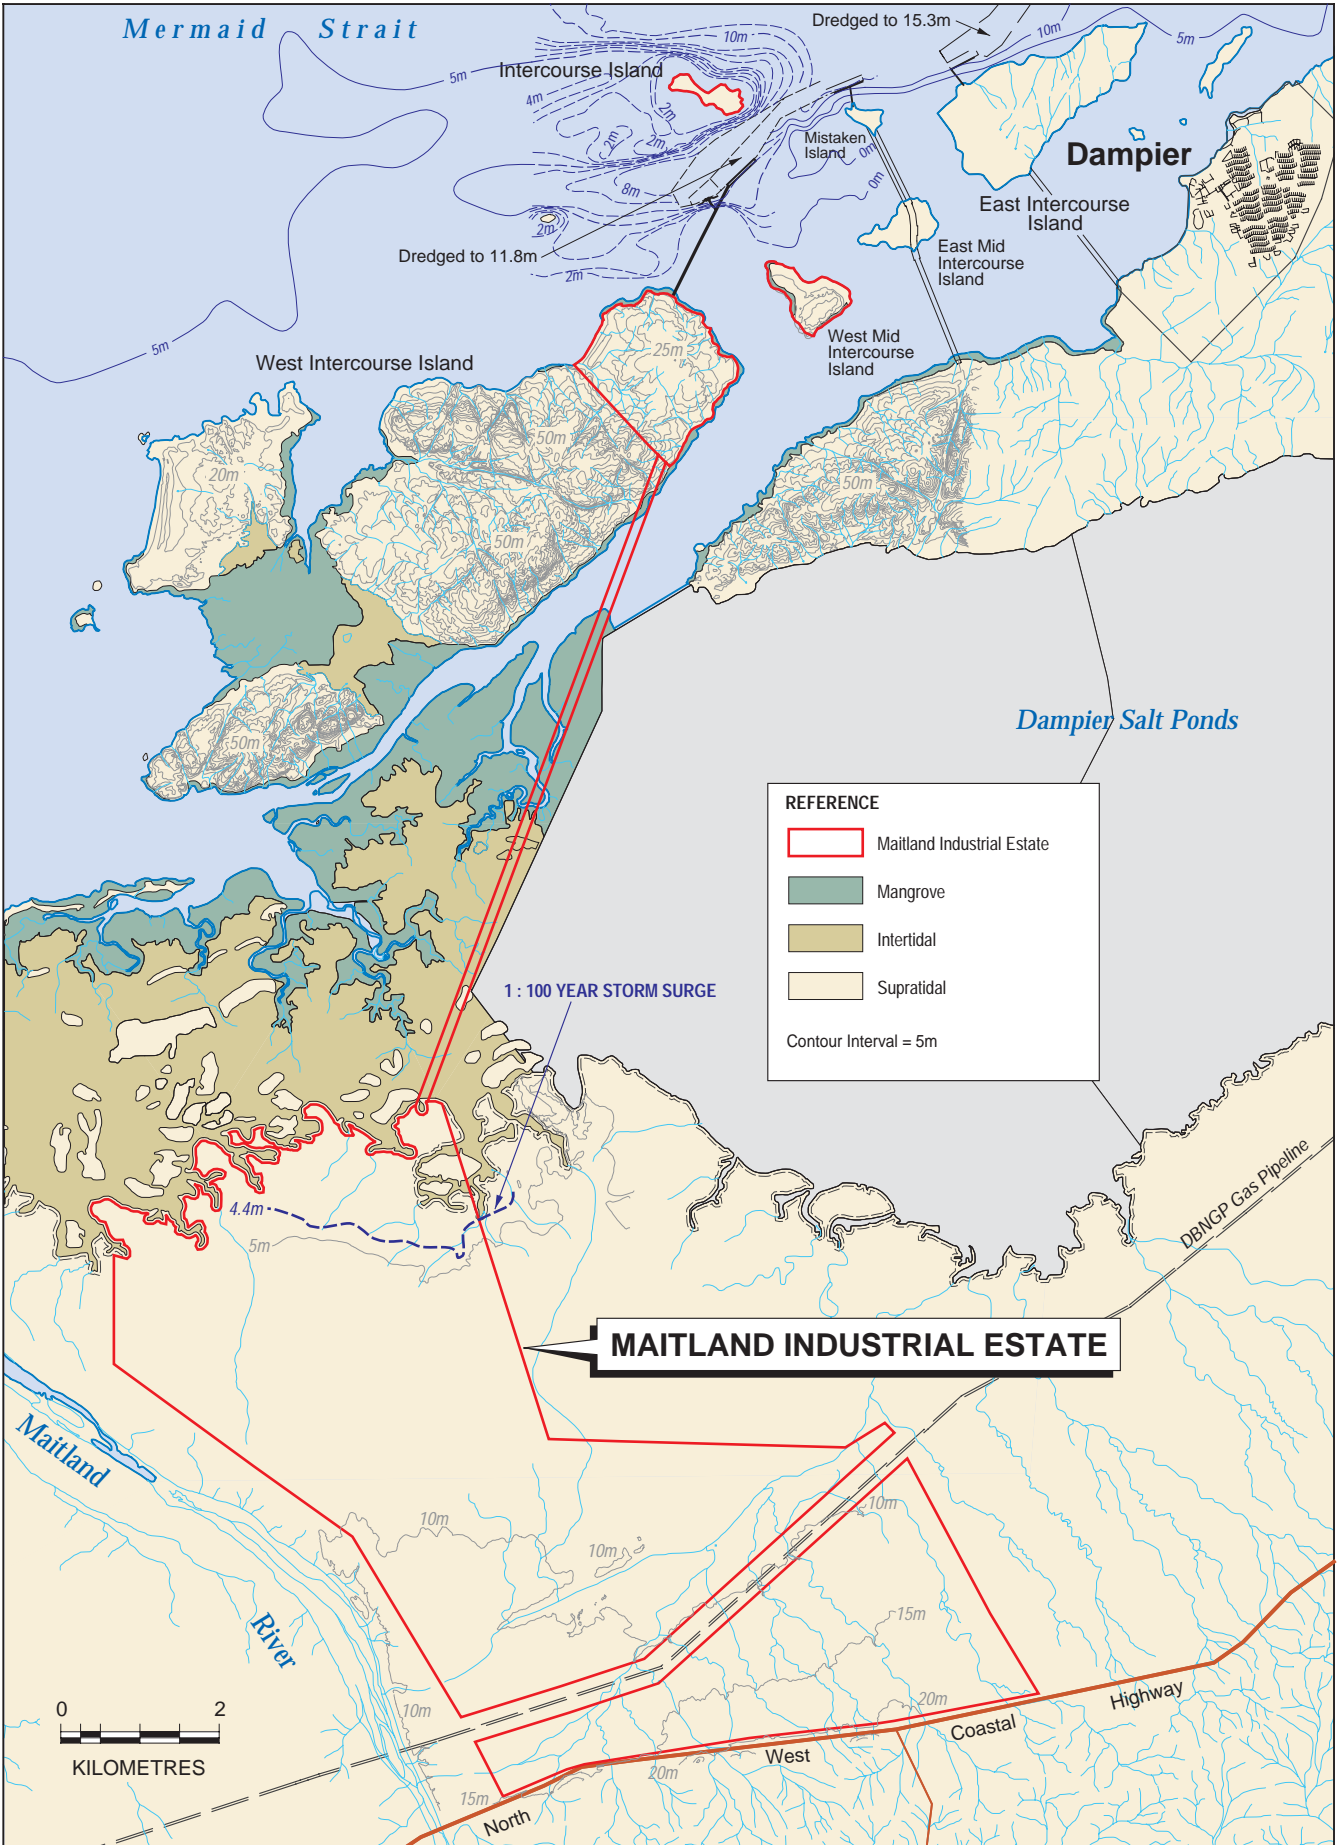 Mermaid Strait
Dredged to 15.3m
10m
10m
5m
5m
Intercourse Island
4m
2m
2m
2m
Mistaken
Island
0m
0m
Dampier
8m
2m
East Intercourse
Island
Dredged to 11.8m
East Mid
Intercourse
Island
2m
5m
West Intercourse Island
25m
West Mid
Intercourse
Island
50m
20m
50m
50m
50m
Dampier Salt Ponds
REFERENCE
Maitland Industrial Estate
Mangrove
Intertidal
Supratidal
Contour Interval = 5m
1 : 100 YEAR STORM SURGE
4.4m
5m
DBNGP Gas Pipeline
MAITLAND INDUSTRIAL ESTATE
Maitland
River
10m
10m
10m
15m
10m
20m
0 2
KILOMETRES
Highway
Coastal
West
20m
15m
North